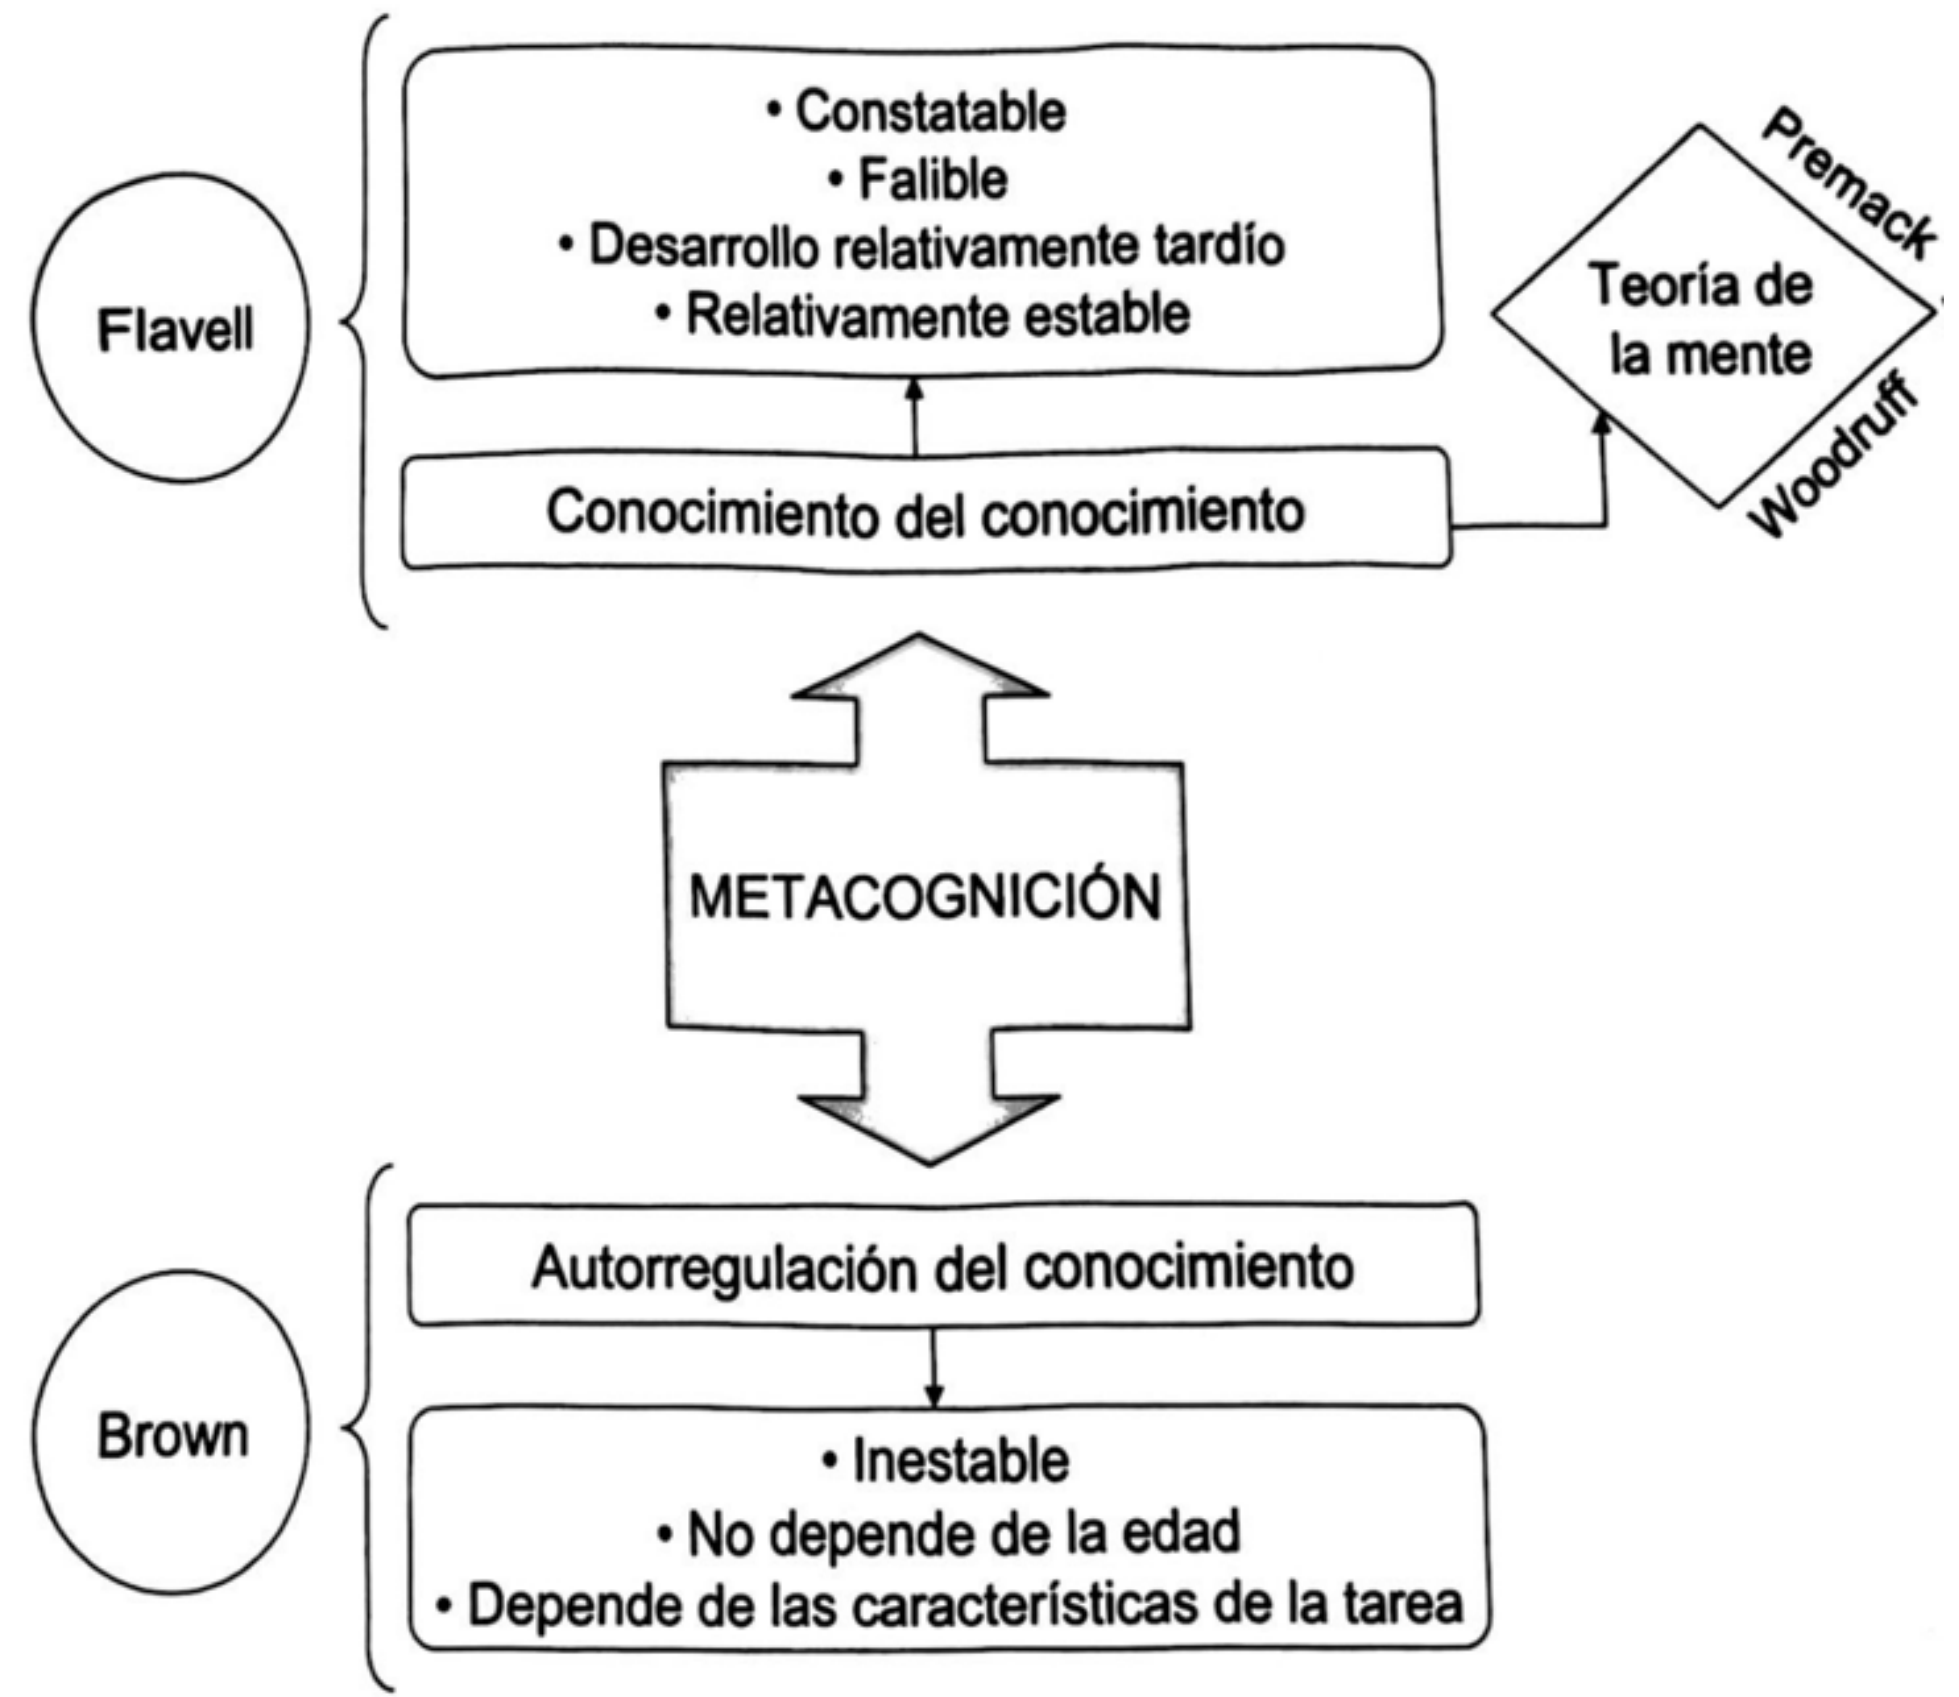 • Constatable
• Falible
• Desarrollo relativamente tardío
• Relativamente estable
Flavell
Premack
Teoría de
la mente
Woodruff
Conocimiento del conocimiento
METACOGNICIÓN
Autorregulación del conocimiento
Brown
• Inestable
• No depende de la edad
• Depende de las características de la tarea